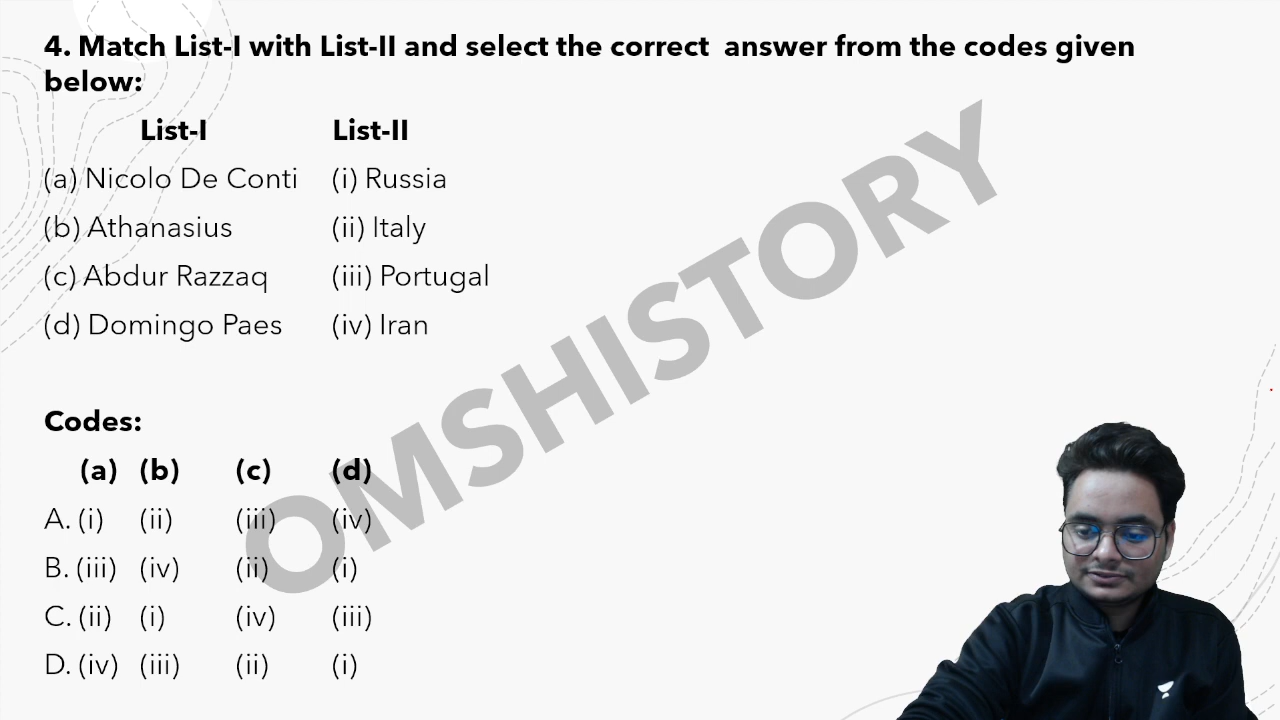 4. Match List-I with List-II and select the correct answer from the codes given
below:
List-I List-II
(a) Nicolo De Conti (i) Russia
(b) Athanasius (ii) Italy
(c) Abdur Razzaq (iii) Portugal
(d) Domingo Paes (iv) Iran
OMSHISTORY
Codes:
(a) (b) (c) (d)
A. (i) (ii) (iii) (iv)
B. (iii) (iv) (ii) (i)
C. (ii) (i) (iv) (iii)
D. (iv) (iii) (ii) (i)